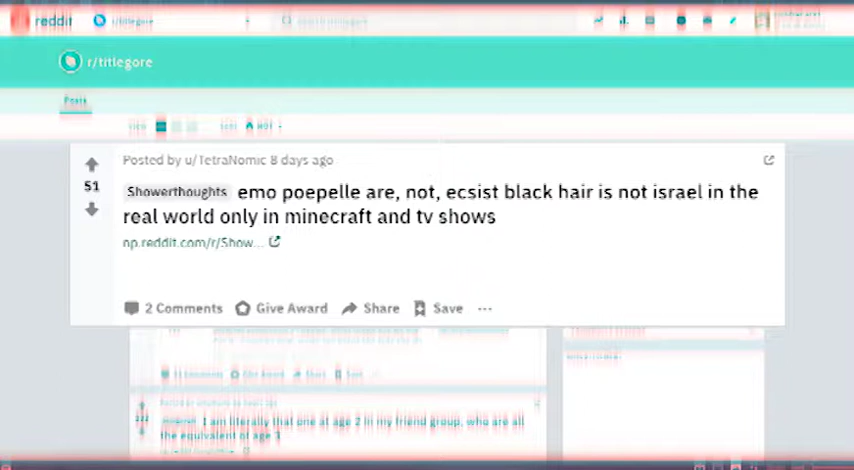 reddit
r/titlegore
r/titlegore
Posts
Posted by u/TetraNomic 8 days ago
51
Showerthoughts emo poepelle are, not, ecsist black hair is not israel in the
real world only in minecraft and tv shows
np.reddit.com/r/Show...
2 Comments Give Award Share Save ...
I am literally that one at age 2 in my friend group, who are all
the equivalent of age 3